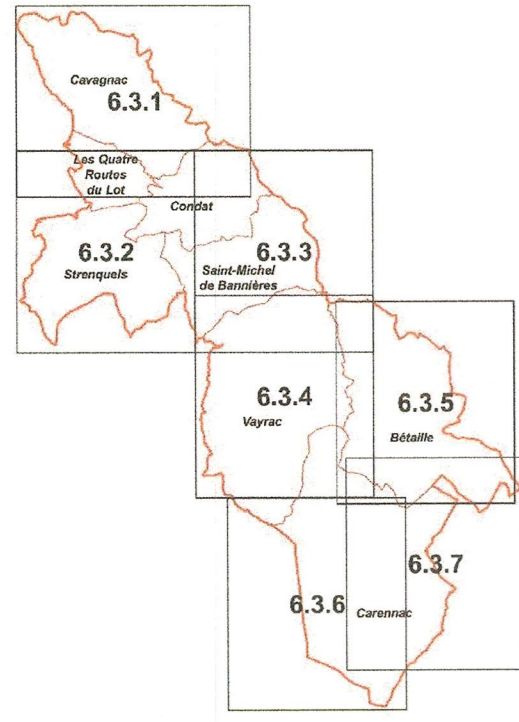 Cavagnac
6.3.1
Les Quatre
Routes
du Lot
Condat
6.3.2
Strenquels
6.3.3
Saint-Michel
de Bannières
6.3.4
Vayrac
6.3.5
Bétaille
6.3.7
6.3.6
Carennac